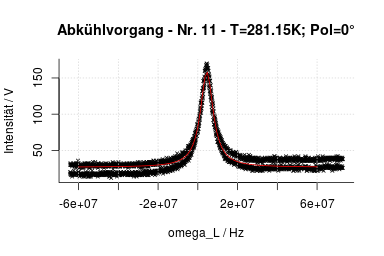 Abkühlvorgang - Nr. 11 - T=281.15K; Pol=0°
Intensität / V
150
100
50
-6e+07
-2e+07
2e+07
6e+07
omega_L / Hz